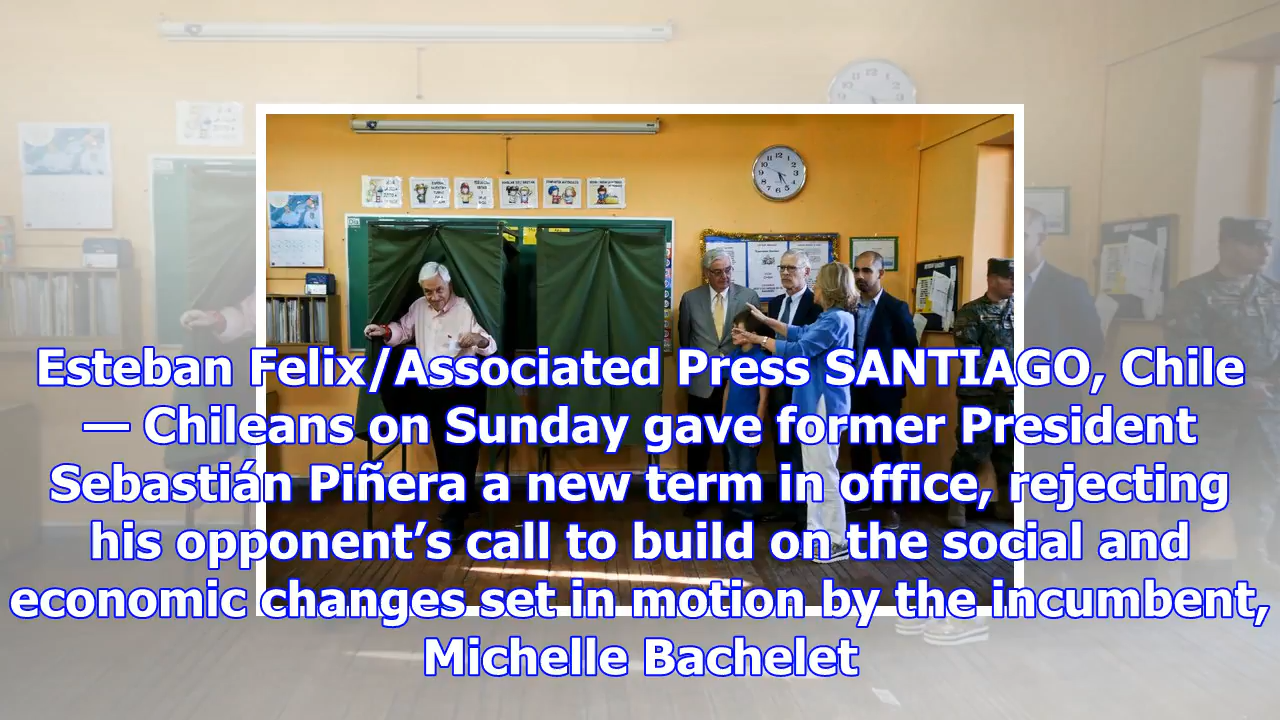 Esteban Felix/Associated Press SANTIAGO, Chile
— Chileans on Sunday gave former President
Sebastián Piñera a new term in office, rejecting
his opponent’s call to build on the social and
economic changes set in motion by the incumbent,
Michelle Bachelet